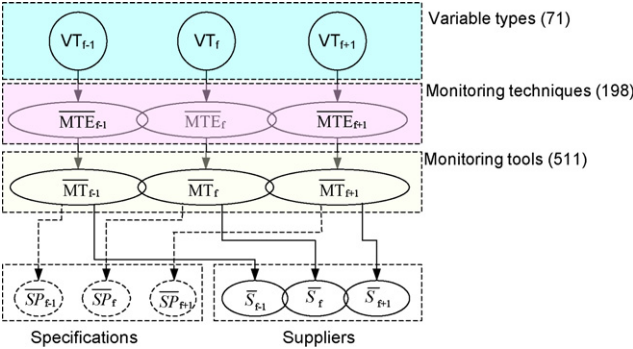 Variable types (71)
VTf-1 VTf VTf+1
Monitoring techniques (198)
MTEf-1 MTEf MTEf+1
Monitoring tools (511)
MTf-1 MTf MTf+1
SPf-1 SPf SPf+1 Sf-1 Sf Sf+1
Specifications Suppliers